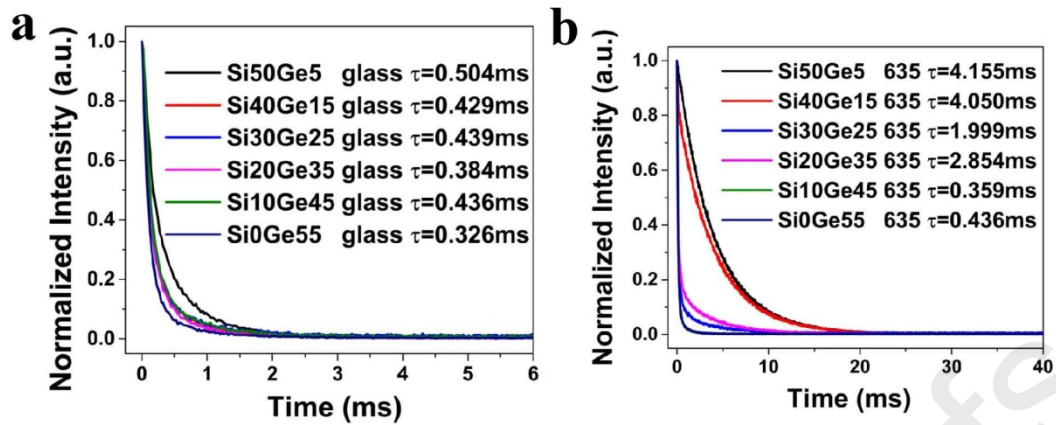 a
Normalized Intensity (a.u.)
1.0
0.8
0.6
0.4
0.2
0.0
Si50Ge5 glass τ=0.504ms
Si40Ge15 glass τ=0.429ms
Si30Ge25 glass τ=0.439ms
Si20Ge35 glass τ=0.384ms
Si10Ge45 glass τ=0.436ms
Si0Ge55 glass τ=0.326ms
0 1 2 3 4 5 6
Time (ms)
b
Normalized Intensity (a.u.)
1.0
0.8
0.6
0.4
0.2
0.0
Si50Ge5 635 τ=4.155ms
Si40Ge15 635 τ=4.050ms
Si30Ge25 635 τ=1.999ms
Si20Ge35 635 τ=2.854ms
Si10Ge45 635 τ=0.359ms
Si0Ge55 635 τ=0.436ms
0 10 20 30 40
Time (ms)